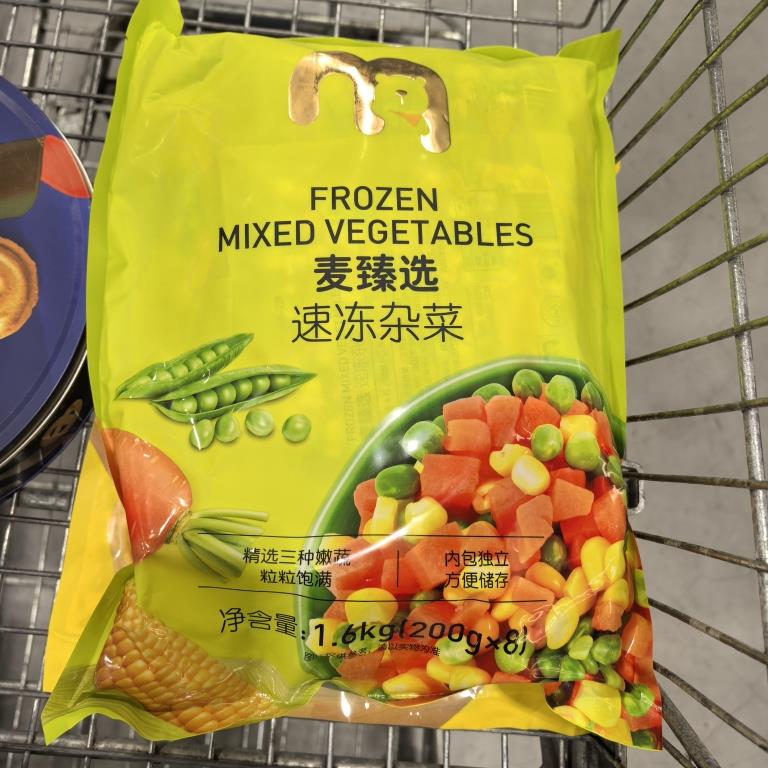 m
FROZEN
MIXED VEGETABLES
麦臻选
速冻杂菜
精选三种嫩蔬
粒粒饱满
内包独立
方便储存
净含量:1.6kg(200g×8)